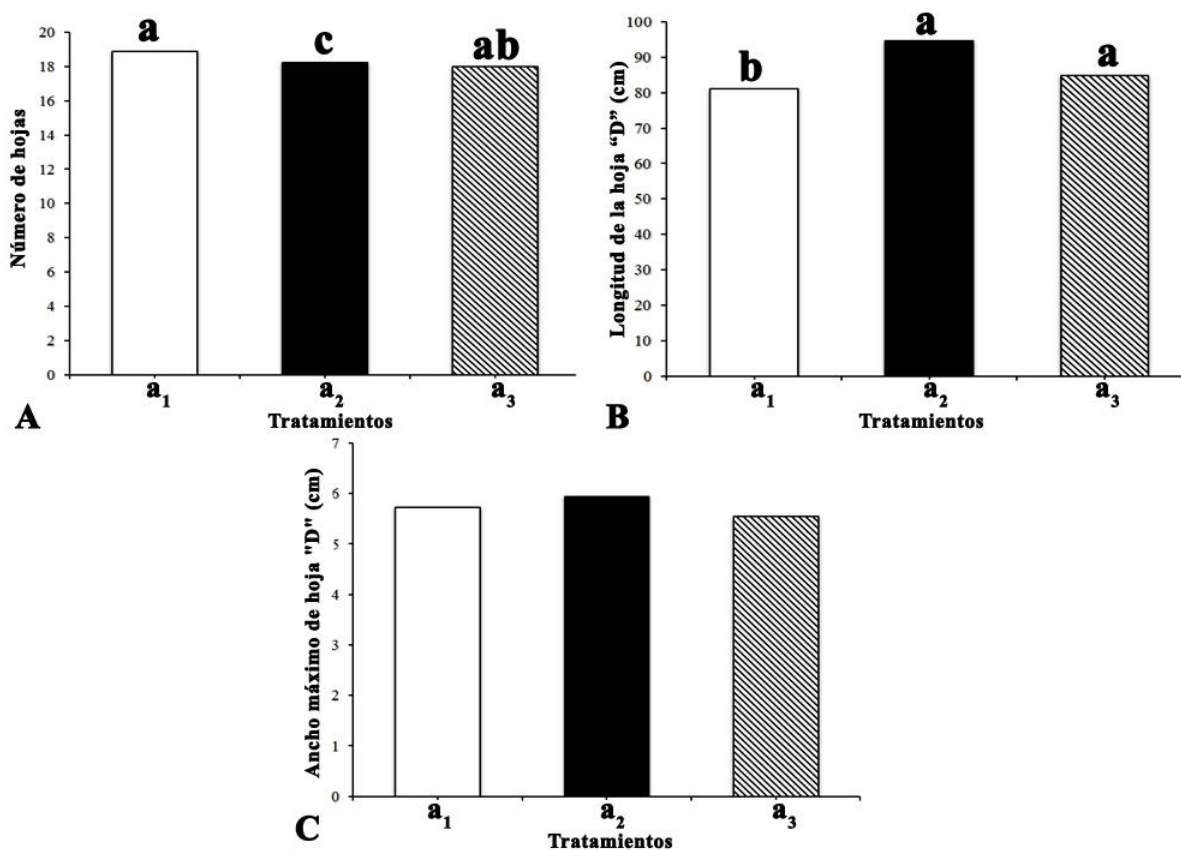 Número de hojas
20
18
16
14
12
10
8
6
4
2
0
a
c
ab
a1
a2
a3
Tratamientos
A
Longitud de la hoja “D” (cm)
100
90
80
70
60
50
40
30
20
10
0
b
a
a
a1
a2
a3
Tratamientos
B
Ancho máximo de hoja "D" (cm)
7
6
5
4
3
2
1
0
a1
a2
a3
Tratamientos
C